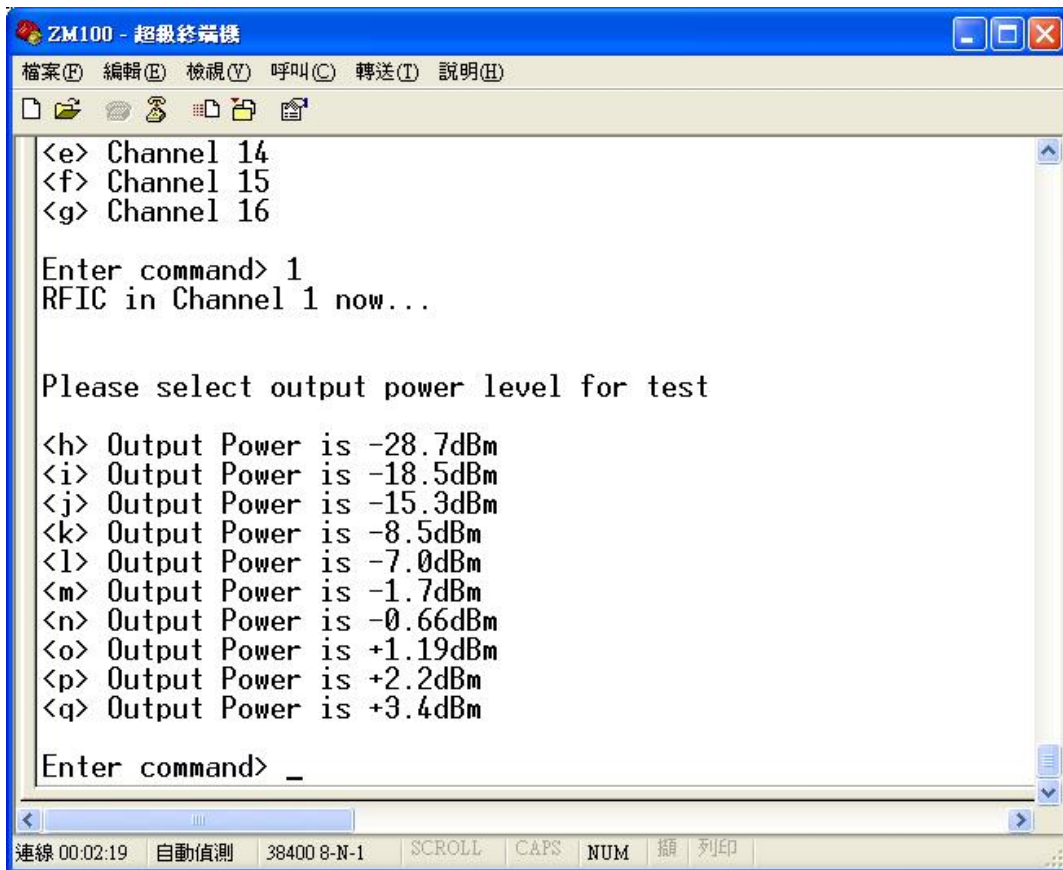 ZM100 - 超級終端機
檔案(F) 編輯(E) 檢視(V) 呼叫(C) 轉送(T) 說明(H)
<e> Channel 14
<f> Channel 15
<g> Channel 16
Enter command> 1
RFIC in Channel 1 now...
Please select output power level for test
<h> Output Power is -28.7dBm
<i> Output Power is -18.5dBm
<j> Output Power is -15.3dBm
<k> Output Power is -8.5dBm
<l> Output Power is -7.0dBm
<m> Output Power is -1.7dBm
<n> Output Power is -0.66dBm
<o> Output Power is +1.19dBm
<p> Output Power is +2.2dBm
<q> Output Power is +3.4dBm
Enter command> _
連線 00:02:19 自動偵測 38400 8-N-1 SCROLL CAPS NUM 擷 列印